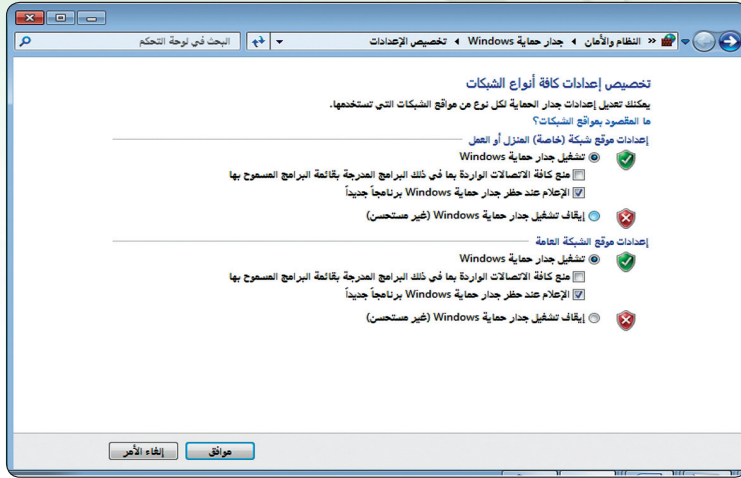 « النظام والأمان ‹ جدار حماية Windows ‹ تخصيص الإعدادات
البحث في لوحة التحكم
تخصيص إعدادات كافة أنواع الشبكات
يمكنك تعديل إعدادات جدار الحماية لكل نوع من مواقع الشبكات التي تستخدمها.
ما المقصود بمواقع الشبكات؟
إعدادات موقع شبكة (خاصة) المنزل أو العمل
تشغيل جدار حماية Windows
منع كافة الاتصالات الواردة بما في ذلك البرامج المدرجة بقائمة البرامج المسموح بها
الإعلام عند حظر جدار حماية Windows برنامجاً جديداً
إيقاف تشغيل جدار حماية Windows (غير مستحسن)
إعدادات موقع الشبكة العامة
تشغيل جدار حماية Windows
منع كافة الاتصالات الواردة بما في ذلك البرامج المدرجة بقائمة البرامج المسموح بها
الإعلام عند حظر جدار حماية Windows برنامجاً جديداً
إيقاف تشغيل جدار حماية Windows (غير مستحسن)
موافق
إلغاء الأمر